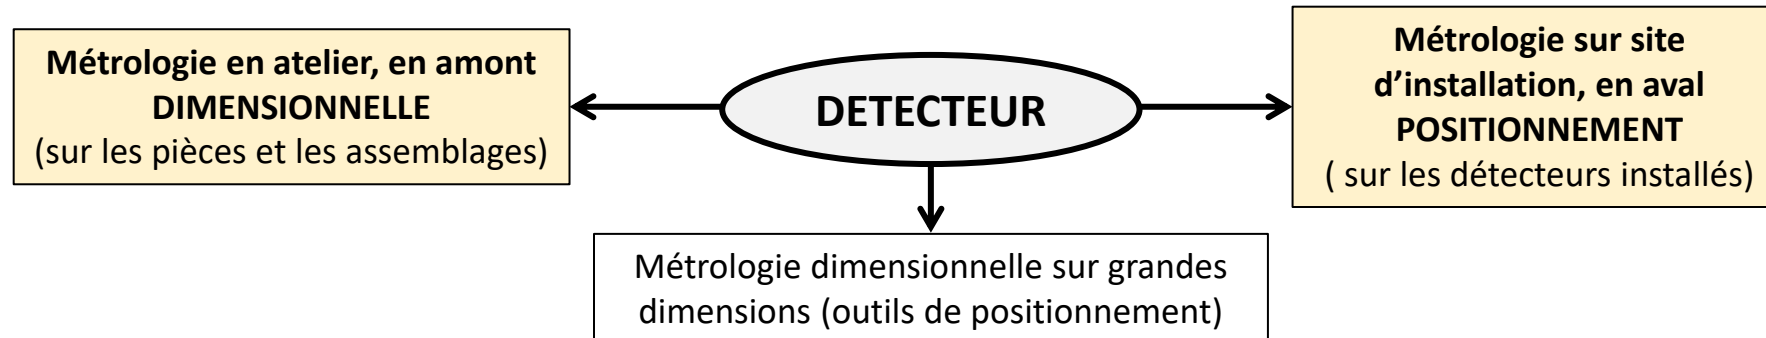 Métrologie en atelier, en amont
DIMENSIONNELLE
(sur les pièces et les assemblages)
DETECTEUR
Métrologie sur site
d’installation, en aval
POSITIONNEMENT
( sur les détecteurs installés)
Métrologie dimensionnelle sur grandes
dimensions (outils de positionnement)